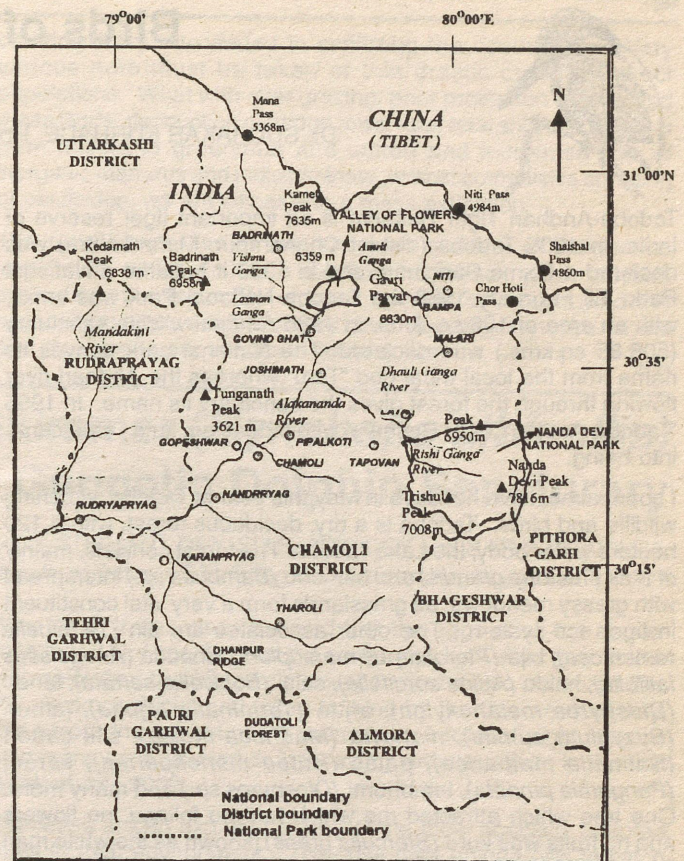 79°00'
80°00'E
Mana
Pass
5368m
CHINA
(TIBET)
N
UTTARKASHI
DISTRICT
31°00'N
INDIA
Kamet
Peak
7635m
Niti Pass
4984m
VALLEY OF FLOWERS
NATIONAL PARK
BADRINATH
Kedarnath
Peak
6838 m
Badrinath
Peak
6958m
Vishnu
Ganga
6359 m
Amrit
Ganga
Shalshal
Pass
4860m
Gauri
Parvat
6630m
NITI
Chor Hoti
Pass
BAMPA
Laxman
Ganga
GOVIND GHAT
MALARI
Mandakini
River
RUDRAPRAYAG
DISTRICT
30°35'
JOSHIMATH
Dhauli Ganga
River
Tunganath
Peak
3621 m
Alakananda
River
Peak
6950m
NANDA DEVI
NATIONAL PARK
GOPESHWAR
PIPALKOTI
CHAMOLI
TAPOVAN
Rishi Ganga
River
Nanda
Devi Peak
7816m
Trishul
Peak
7008m
NANDRRYAG
RUDRYAPRYAG
KARANPRYAG
CHAMOLI
DISTRICT
PITHORA
GARH
DISTRICT
30°15'
BHAGESHWAR
DISTRICT
THAROLI
TEHRI
GARHWAL
DISTRICT
DHANPUR
RIDGE
PAURI
GARHWAL
DISTRICT
DUDATOLI
FOREST
ALMORA
DISTRICT
National boundary
District boundary
National Park boundary